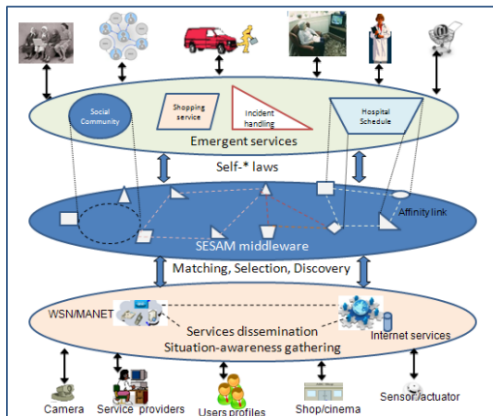 Social
Community
Shopping
service
Incident
handling
Hospital
Schedule
Emergent services
Self-* laws
Affinity link
SESAM middleware
Matching, Selection, Discovery
WSN/MANET
Internet services
Services dissemination
Situation-awareness gathering
Camera
Service providers
Users profiles
Shop/cinema
Sensor/actuator